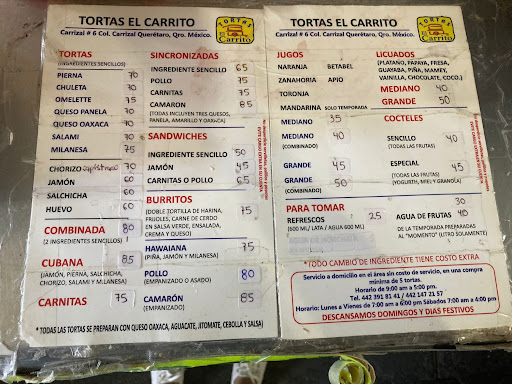 TORTAS EL CARRITO
Carrizal # 6 Col. Carrizal Querétaro, Qro. México.
TORTAS
El Carrito
TORTAS
(INGREDIENTES SENCILLOS)
PIERNA 70
CHULETA 70
OMELETTE 75
QUESO PANELA 70
QUESO OAXACA 70
SALAMI 70
MILANESA 75
CHORIZO 70
JAMÓN 60
SALCHICHA 60
HUEVO 60
COMBINADA 80
(2 INGREDIENTES SENCILLOS)
CUBANA 85
(JAMÓN, PIERNA, SALCHICHA,
CHORIZO, SALAMI Y MILANESA)
CARNITAS 75
SINCRONIZADAS
INGREDIENTE SENCILLO 65
POLLO 75
CARNITAS 75
CAMARON 85
(TODAS INCLUYEN TRES QUESOS,
PANELA, AMARILLO Y OAXACA)
SANDWICHES
INGREDIENTE SENCILLO 50
JAMÓN 45
CARNITAS O POLLO 65
BURRITOS
(DOBLE TORTILLA DE HARINA, 75
FRIJOLES, CARNE DE CERDO
EN SALSA VERDE, ENSALADA,
CREMA Y QUESO)
HAWAIANA 75
(PIÑA, JAMÓN Y MILANESA)
POLLO 80
(EMPANIZADO O ASADO)
CAMARÓN 85
(EMPANIZADO)
* TODAS LAS TORTAS SE PREPARAN CON QUESO OAXACA, AGUACATE, JITOMATE, CEBOLLA Y SALSA)
TORTAS EL CARRITO
Carrizal # 6 Col. Carrizal Querétaro, Qro. México.
TORTAS
El Carrito
JUGOS
NARANJA BETABEL
ZANAHORIA APIO
TORONJA
MANDARINA SOLO TEMPORADA
MEDIANO 35
MEDIANO 40
(COMBINADO)
GRANDE 45
GRANDE 50
(COMBINADO)
LICUADOS
(PLATANO, PAPAYA, FRESA,
GUAYABA, PIÑA, MAMEY,
VAINILLA, CHOCOLATE, COCO.)
MEDIANO 40
GRANDE 50
COCTELES
SENCILLO 40
(TODAS LAS FRUTAS)
ESPECIAL 45
(TODAS LAS FRUTAS)
(YOGURTH, MIEL Y GRANOLA)
PARA TOMAR
REFRESCOS 25
(600 ML/ LATA / AGUA 600 ML)
30
AGUA DE FRUTAS 40
DE LA TEMPORADA PREPARADAS
AL "MOMENTO" (LITRO SOLAMENTE)
*TODO CAMBIO DE INGREDIENTE TIENE COSTO EXTRA
Servicio a domicilio en el área sin costo de servicio, en una compra
mínima de 5 tortas.
Horario de 9:00 am a 5:00 pm.
Tel. 442 391 81 41 / 442 147 21 57
Horario: Lunes a Viernes de 7:00 am a 6:00 pm Sábados 7:00 am a 4:00 pm
DESCANSAMOS DOMINGOS Y DIAS FESTIVOS